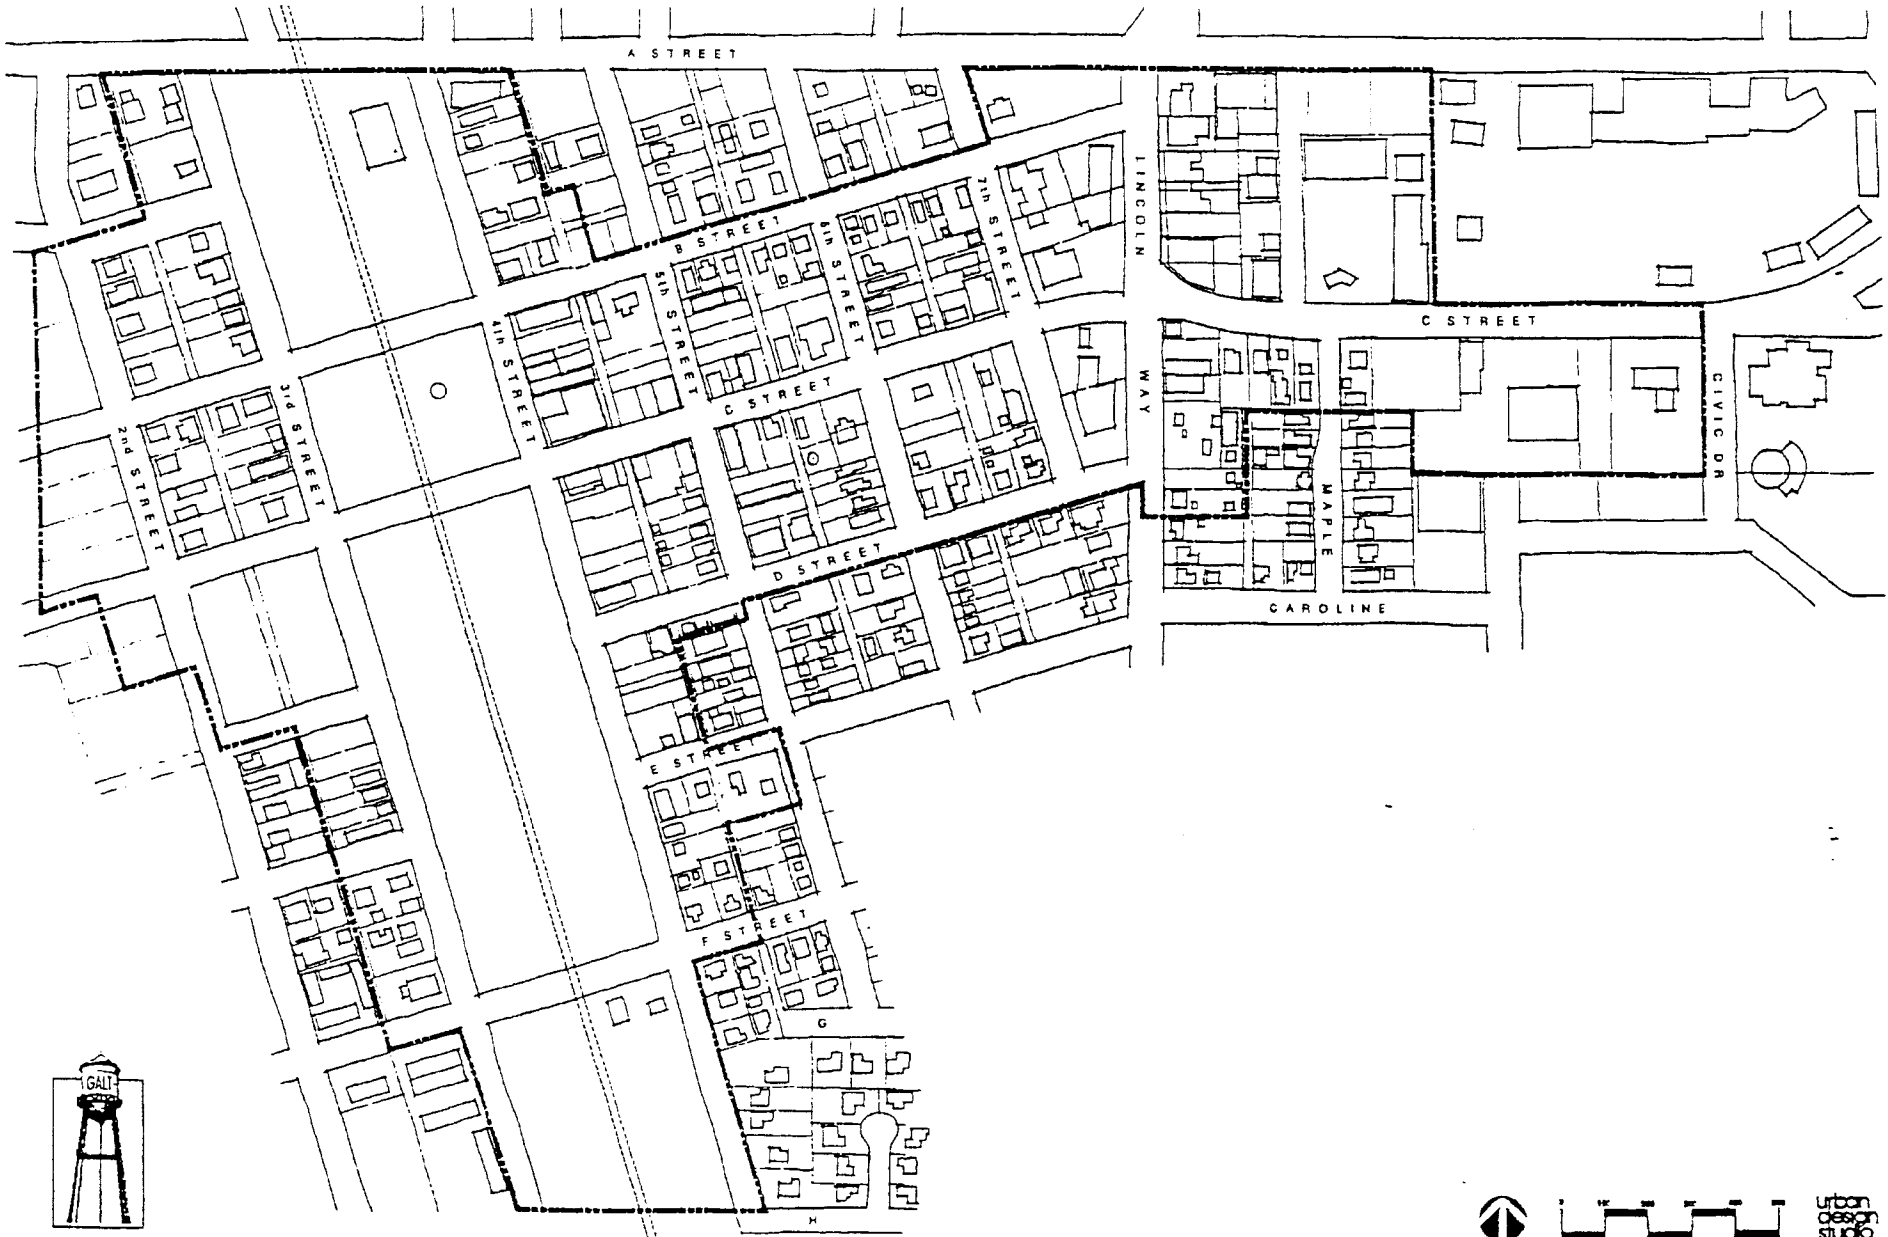 A STREET
LINCOLN
7th STREET
B STREET
6th STREET
5th STREET
C STREET
4th STREET
WAY
CIVIC DR
C STREET
3rd STREET
2nd STREET
MAPLE
D STREET
CAROLINE
E STREET
F STREET
G
GALT
H
urban
design
studio